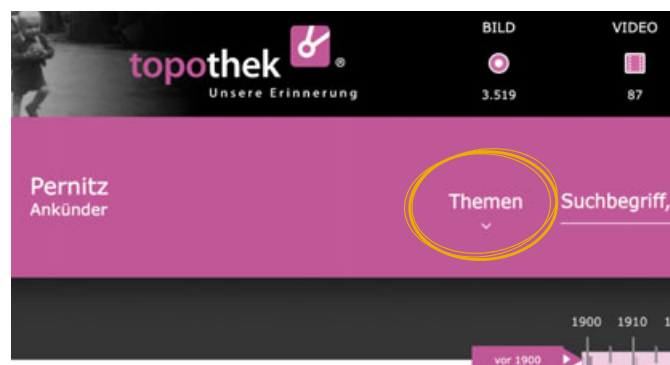 BILD
VIDEO
topothek ®
Unsere Erinnerung
3.519
87
Pernitz
Ankünder
Themen
Suchbegriff,
1900 1910
vor 1900